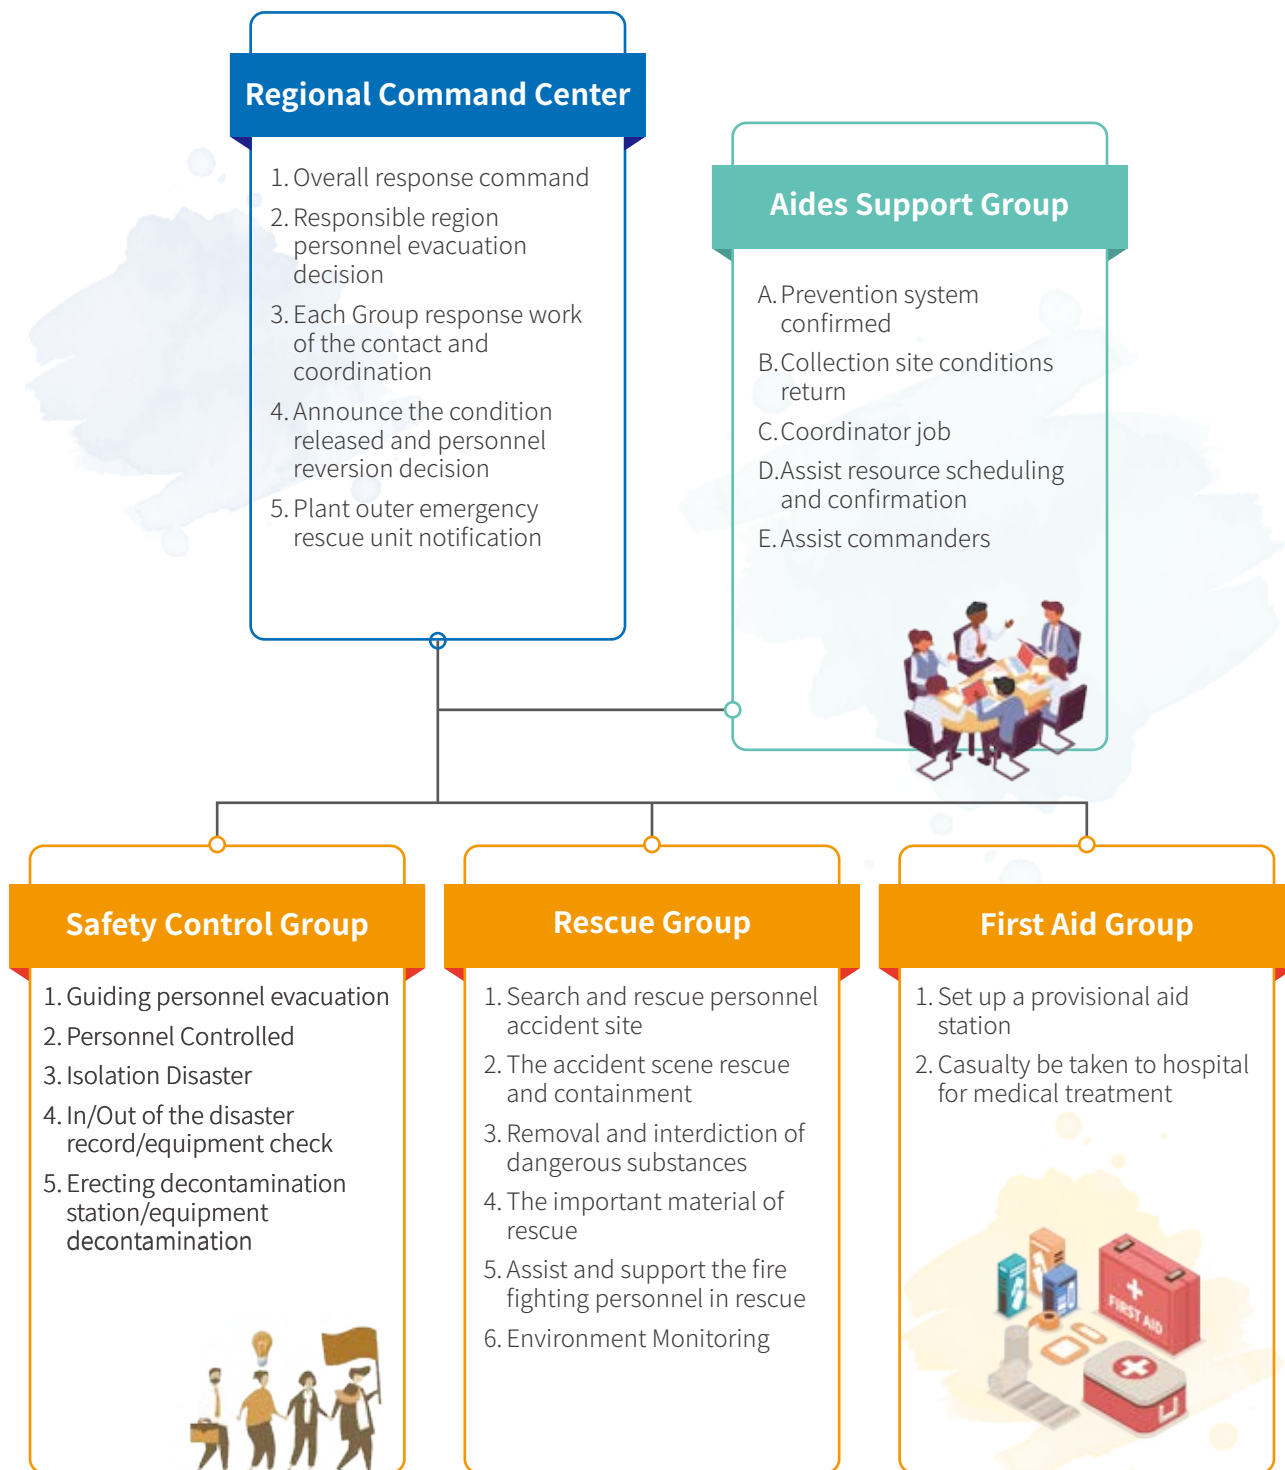 Regional Command Center
1. Overall response command
2. Responsible region
personnel evacuation
decision
3. Each Group response work
of the contact and
coordination
4. Announce the condition
released and personnel
reversion decision
5. Plant outer emergency
rescue unit notification
Aides Support Group
A. Prevention system
confirmed
B. Collection site conditions
return
C. Coordinator job
D. Assist resource scheduling
and confirmation
E. Assist commanders
Safety Control Group
1. Guiding personnel evacuation
2. Personnel Controlled
3. Isolation Disaster
4. In/Out of the disaster
record/equipment check
5. Erecting decontamination
station/equipment
decontamination
Rescue Group
1. Search and rescue personnel
accident site
2. The accident scene rescue
and containment
3. Removal and interdiction of
dangerous substances
4. The important material of
rescue
5. Assist and support the fire
fighting personnel in rescue
6. Environment Monitoring
First Aid Group
1. Set up a provisional aid
station
2. Casualty be taken to hospital
for medical treatment
FIRST AID